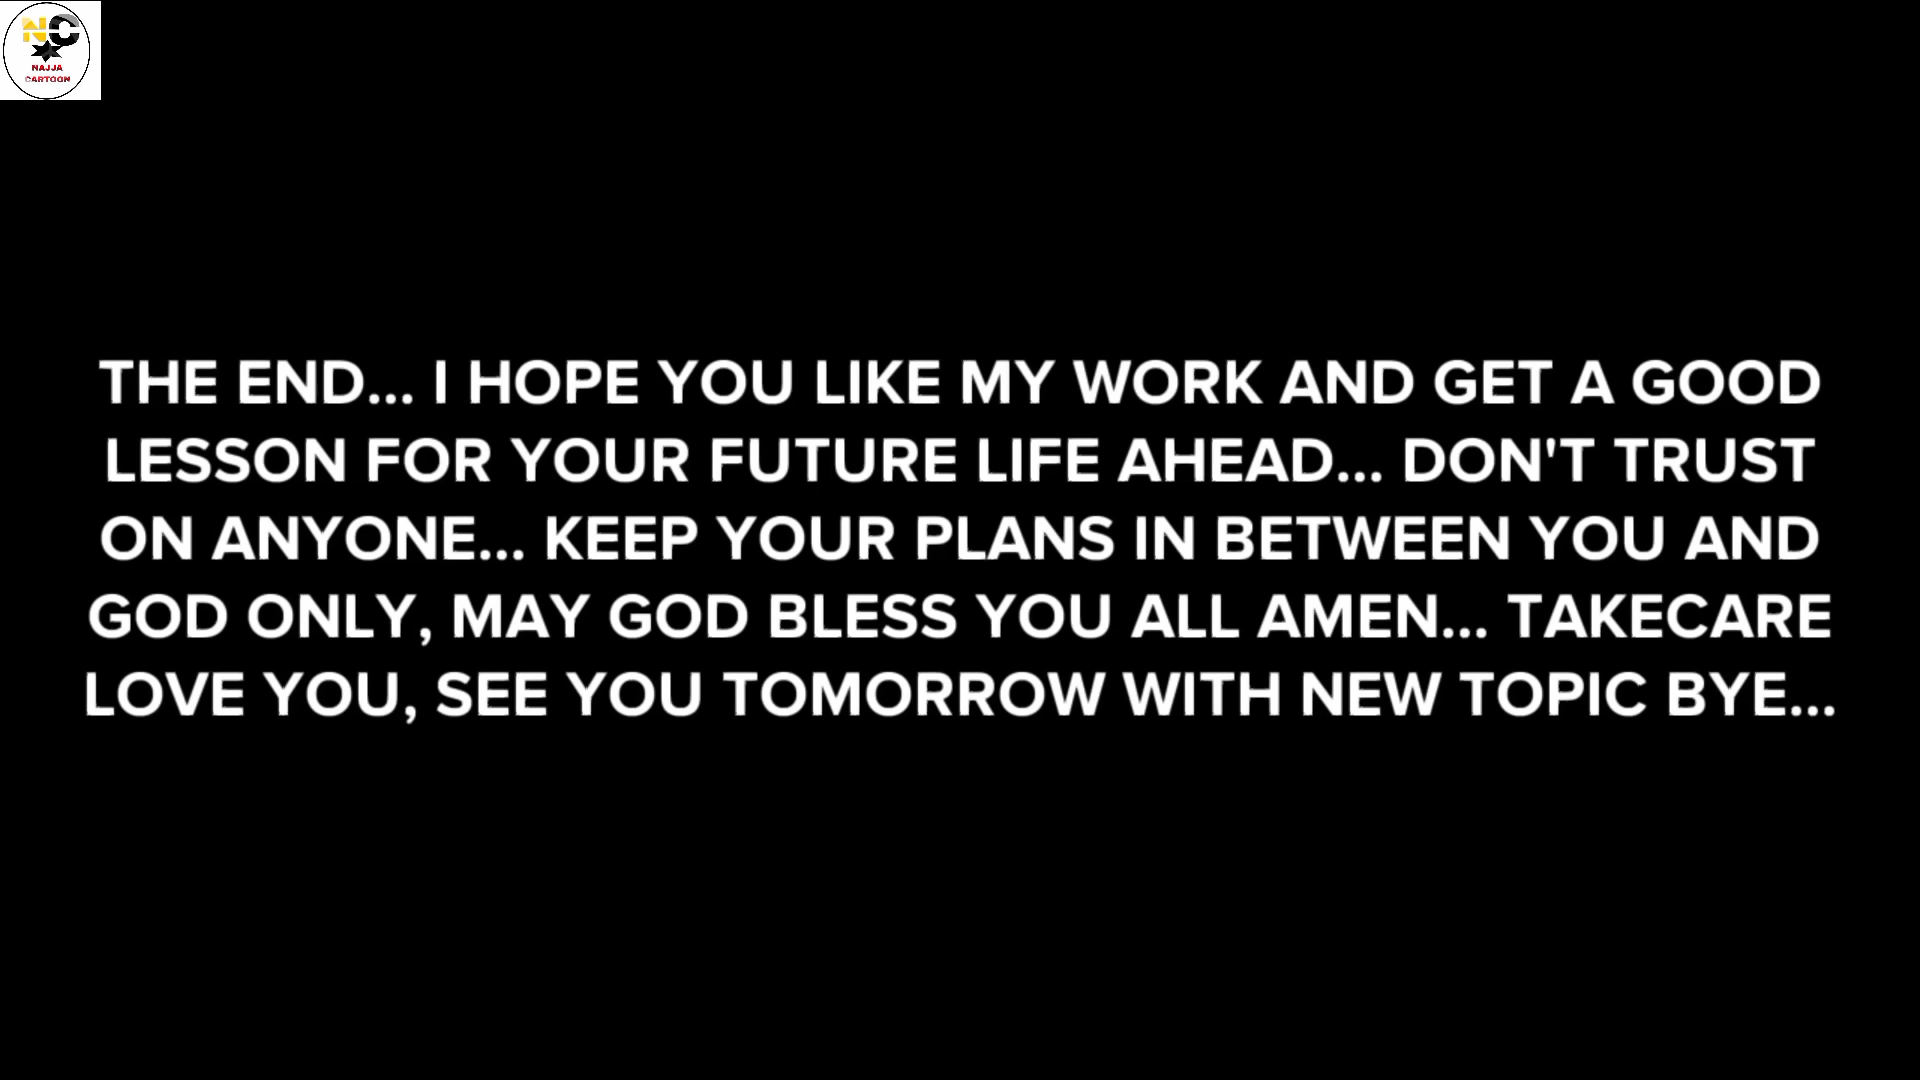 NC
NAJJA
CARTOON
THE END... I HOPE YOU LIKE MY WORK AND GET A GOOD
LESSON FOR YOUR FUTURE LIFE AHEAD... DON'T TRUST
ON ANYONE... KEEP YOUR PLANS IN BETWEEN YOU AND
GOD ONLY, MAY GOD BLESS YOU ALL AMEN... TAKECARE
LOVE YOU, SEE YOU TOMORROW WITH NEW TOPIC BYE...